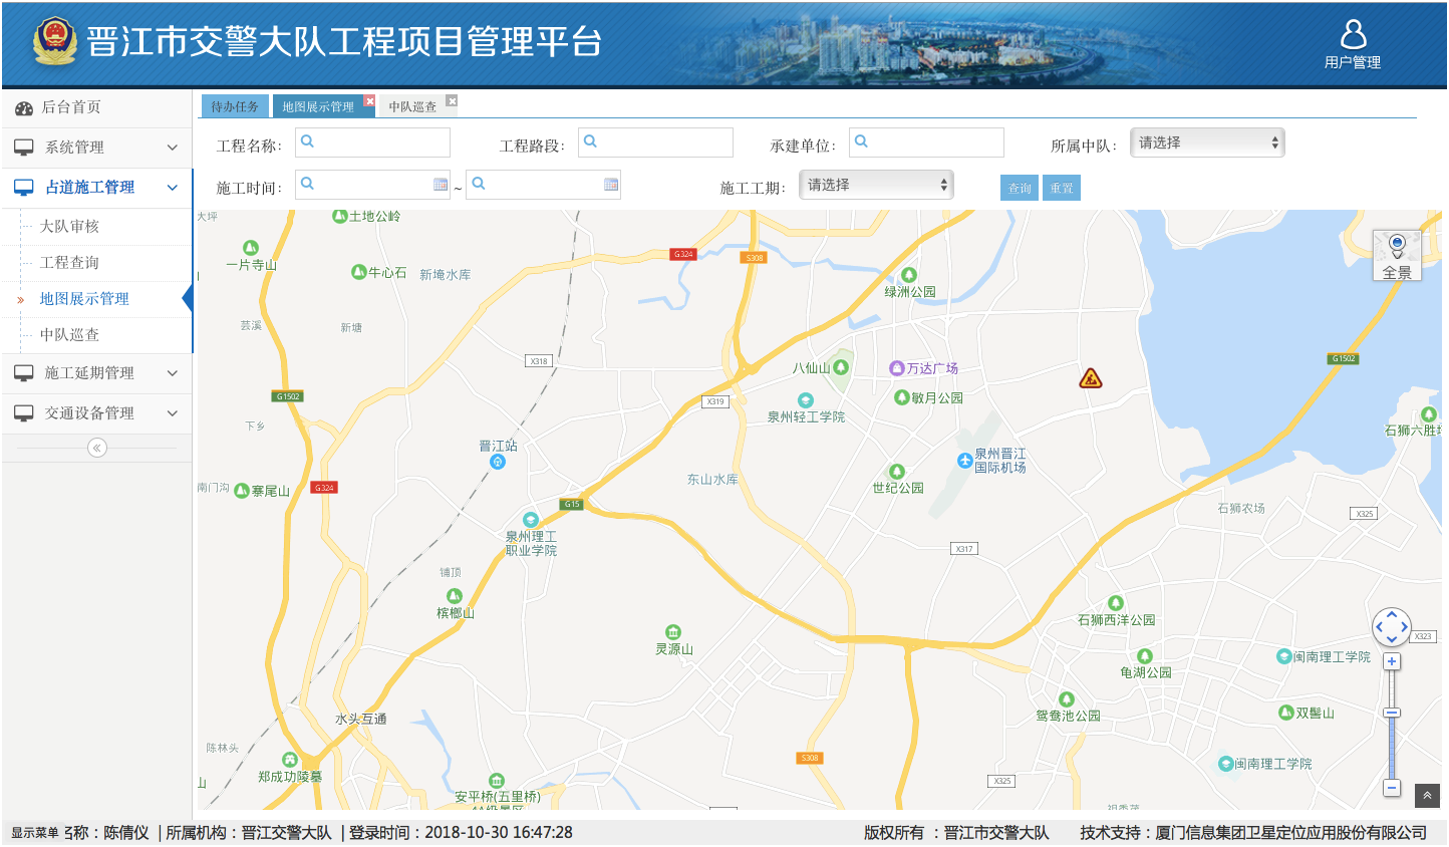 晋江市交警大队工程项目管理平台
用户管理
后台首页
系统管理
占道施工管理
大队审核
工程查询
地图展示管理
中队巡查
施工延期管理
交通设备管理
待办任务
地图展示管理
中队巡查
工程名称:
工程路段:
承建单位:
所属中队:
请选择
施工时间:
~
施工工期:
请选择
查询
重置
大坪
土地公岭
一片寺山
牛心石
新垵水库
G324
S308
绿洲公园
全景
芸溪
新塘
X318
G1502
八仙山
万达广场
G1502
X319
敏月公园
泉州轻工学院
下乡
晋江站
泉州晋江
国际机场
石狮六胜塔
南门沟
寨尾山
G324
东山水库
世纪公园
G15
石狮农场
X325
泉州理工
职业学院
X317
铺顶
槟榔山
石狮西洋公园
灵源山
X323
闽南理工学院
龟湖公园
水头互通
鸳鸯池公园
双髻山
陈林头
S308
闽南理工学院
郑成功陵墓
山
安平桥(五里桥)
X325
显示菜单
名称：陈倩仪 | 所属机构：晋江交警大队 | 登录时间：2018-10-30 16:47:28
版权所有 ：晋江市交警大队
技术支持：厦门信息集团卫星定位应用股份有限公司